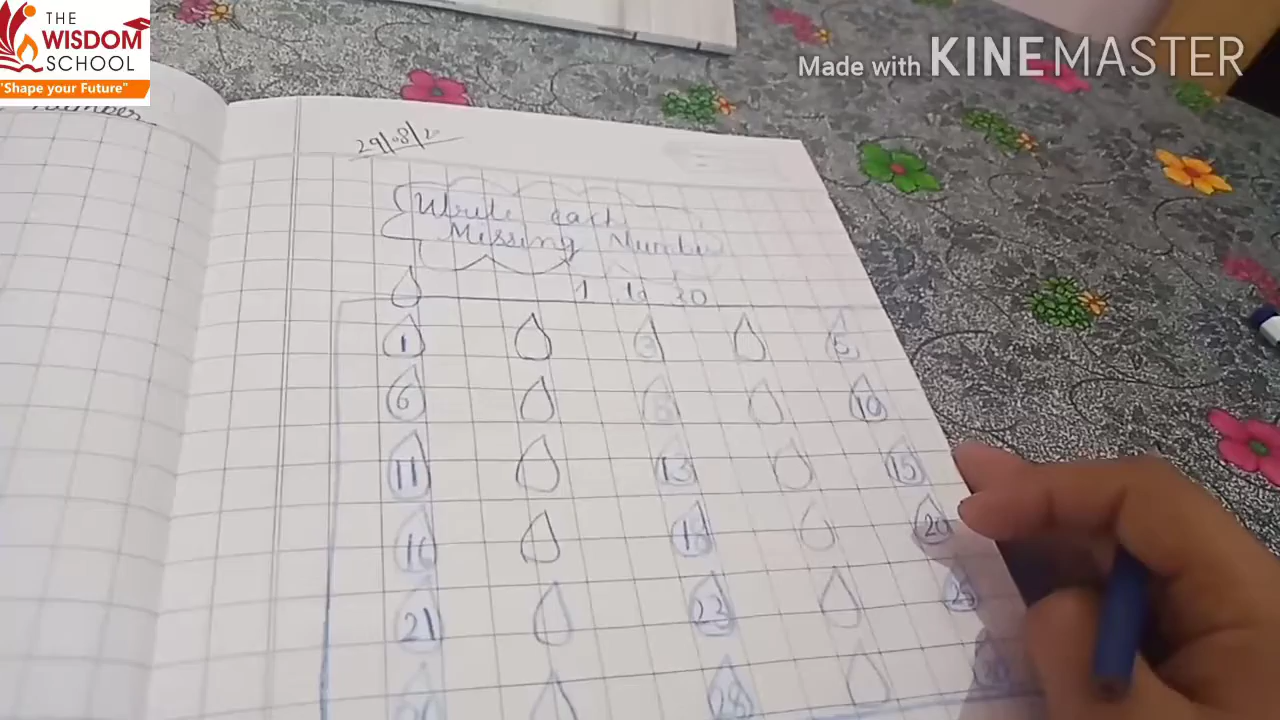 THE
WISDOM
SCHOOL
"Shape your Future"
Made with KINEMASTER
number
29/08/2
Write each
Missing Number
1 to 30
1 3 5
6 8 10
11 13 15
16 18 20
21 23 25
28